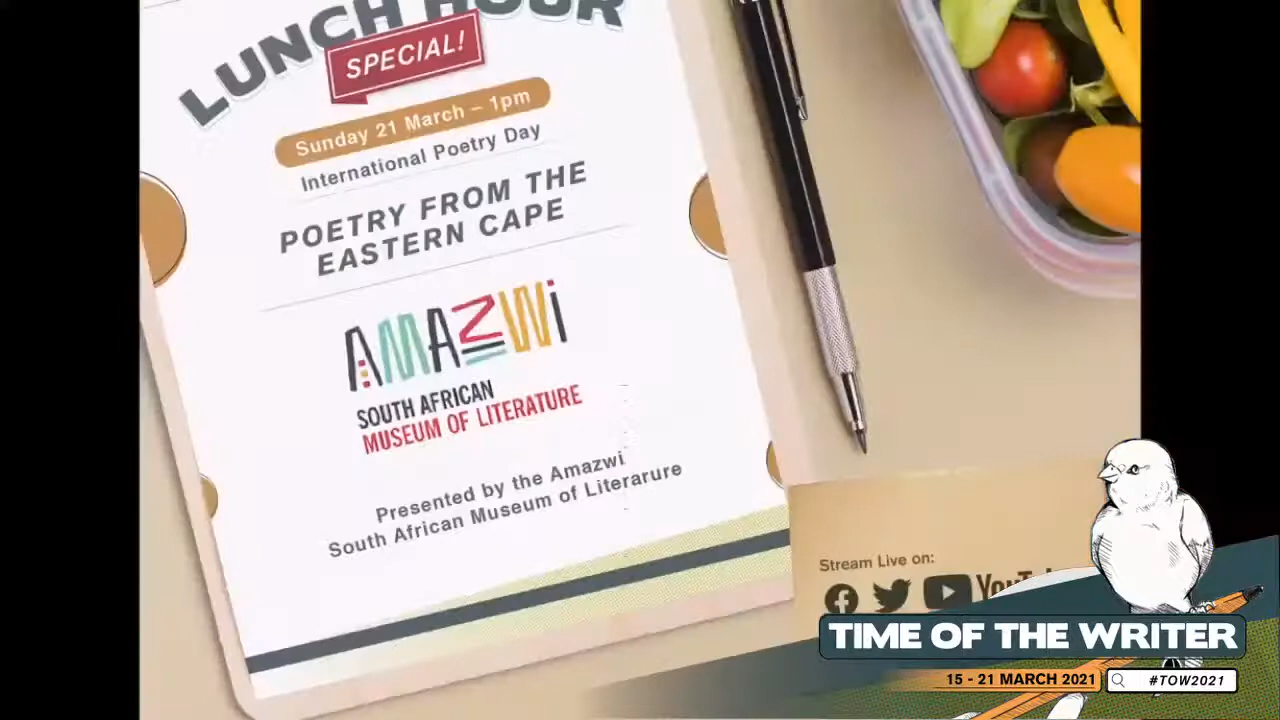 LUNCH HOUR
SPECIAL!
Sunday 21 March – 1pm
International Poetry Day
POETRY FROM THE
EASTERN CAPE
AMAZWi
SOUTH AFRICAN
MUSEUM OF LITERATURE
Presented by the Amazwi
South African Museum of Literarure
Stream Live on:
YouTube
TIME OF THE WRITER
15 - 21 MARCH 2021
#TOW2021